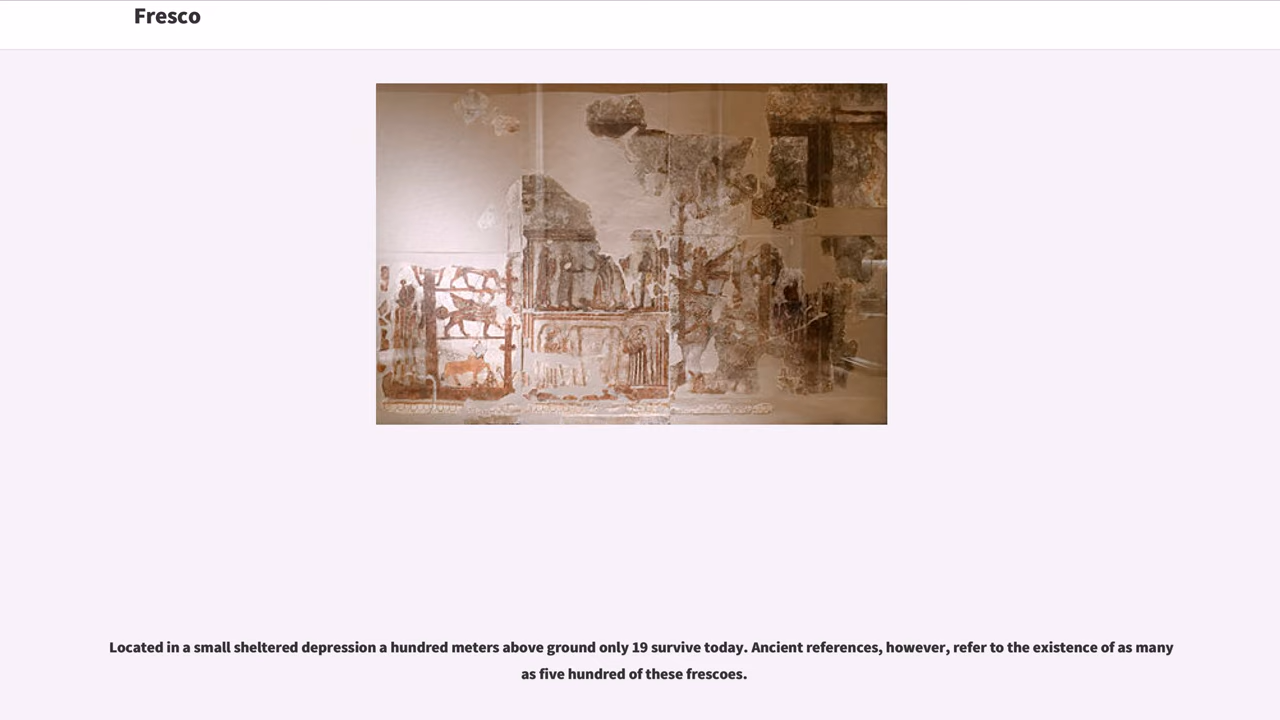 Fresco
Located in a small sheltered depression a hundred meters above ground only 19 survive today. Ancient references, however, refer to the existence of as many
as five hundred of these frescoes.